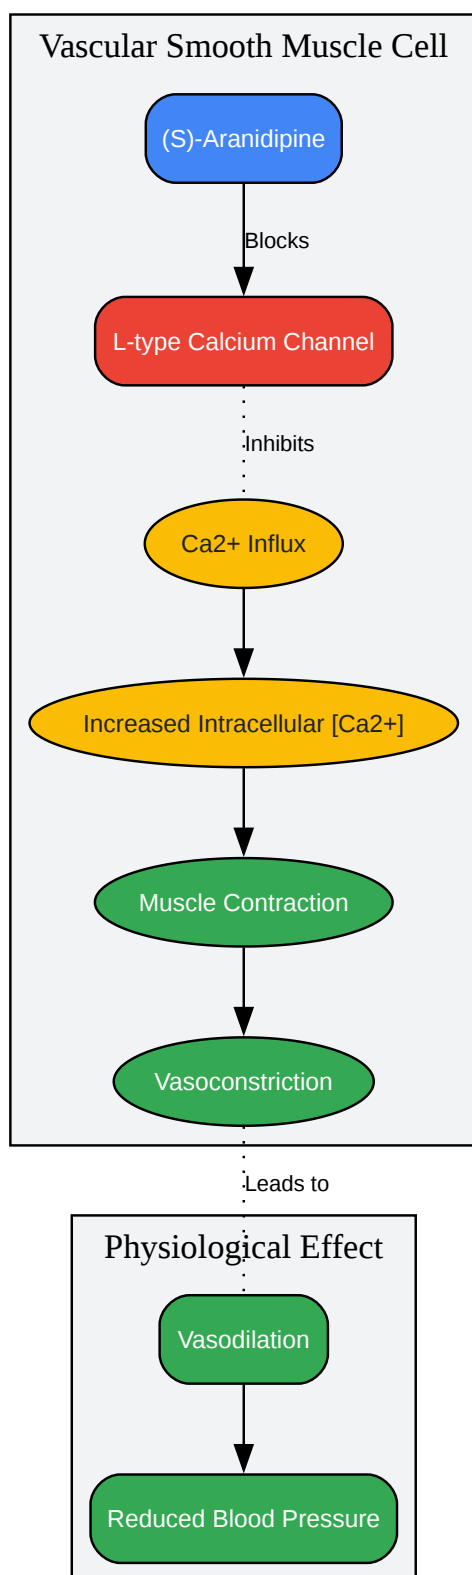 Vascular Smooth Muscle Cell
(S)-Aranidipine
Blocks
L-type Calcium Channel
Inhibits
Ca2+ Influx
Increased Intracellular [Ca2+]
Muscle Contraction
Vasoconstriction
Leads to
Physiological Effect
Vasodilation
Reduced Blood Pressure